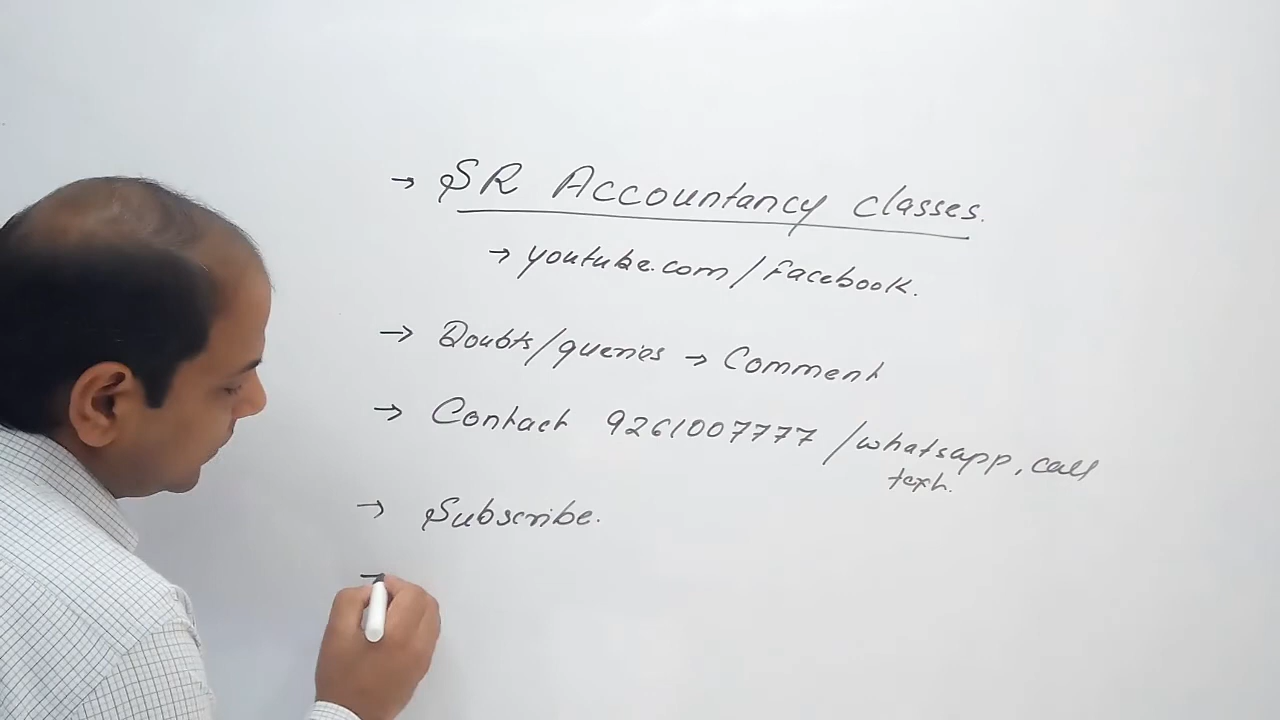 → SR Accountancy classes.
→ youtube.com/Facebook.
→ Doubts/queries → Comment
→ Contact 9261007777 /whatsapp, call
text.
→ Subscribe.